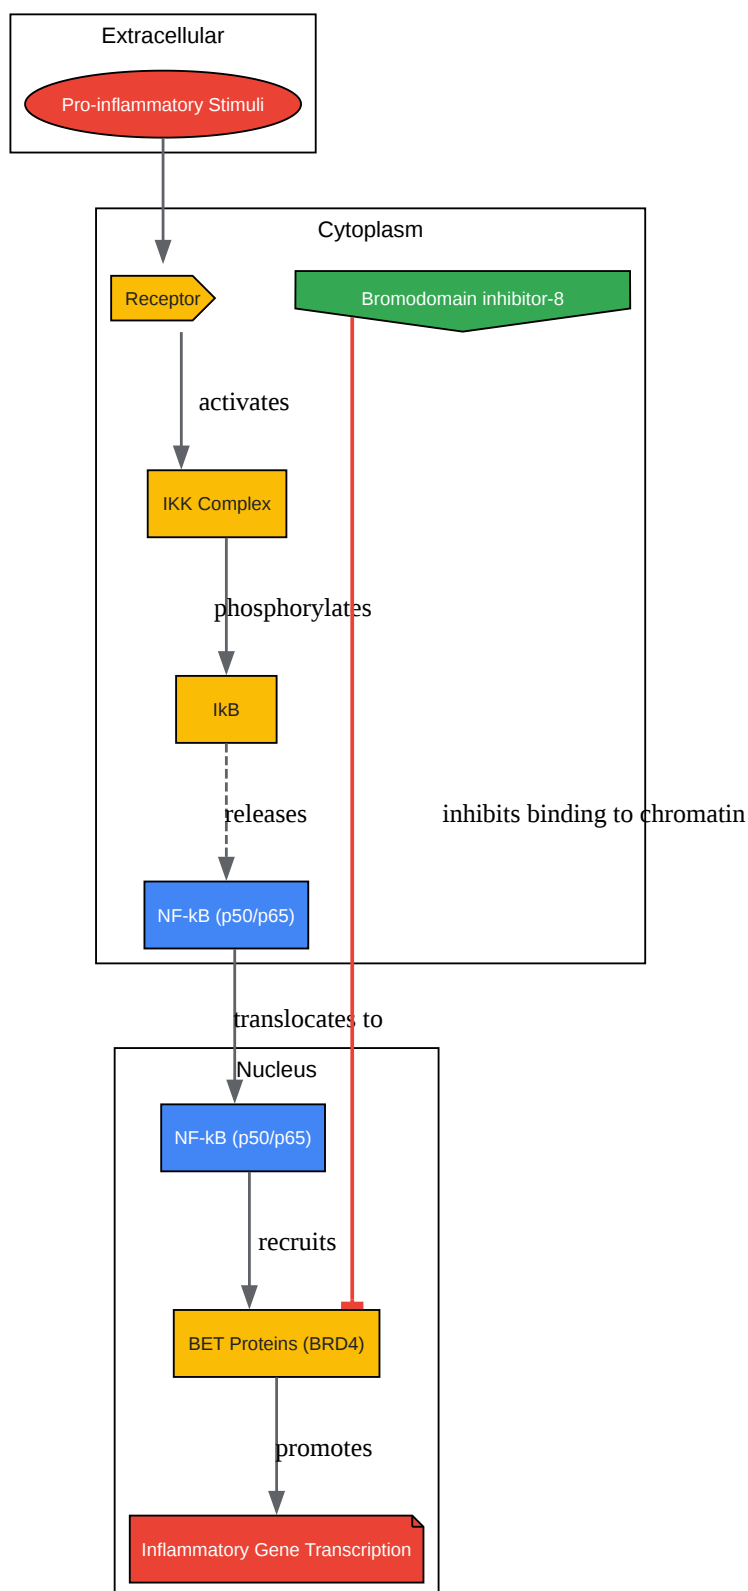 Extracellular
Pro-inflammatory Stimuli
Cytoplasm
Receptor
Bromodomain inhibitor-8
activates
IKK Complex
phosphorylates
IkB
releases
inhibits binding to chromatin
NF-kB (p50/p65)
translocates to
Nucleus
NF-kB (p50/p65)
recruits
BET Proteins (BRD4)
promotes
Inflammatory Gene Transcription